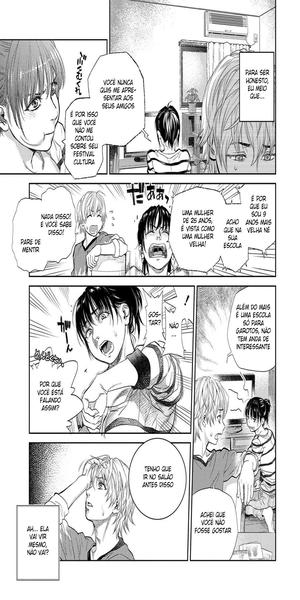 PARA SER
HONESTO,
EU MEIO
QUE...
VOCÊ NUNCA
QUIS ME APRE-
SENTAR AOS
SEUS AMIGOS
É POR ISSO
QUE VOCÊ
NÃO ME
CONTOU
SOBRE SEU
FESTIVAL
CULTURA
É POR
EU SOU
9 ANOS
MAIS VELHA NÉ
ACHO QUE
NA SUA
ESCOLA
UMA MULHER
DE 25 ANOS,
É VISTA COMO
UMA MULHER
VELHA!
NADA DISSO!
E VOCÊ SABE
DISSO!
PARE DE
MENTIR
ALÉM DO MAIS
É UMA ESCOLA
SÓ PARA
GAROTOS, NÃO
TEM NADA DE
INTERESSANTE
ACHEI QUE
VOCÊ NÃO
FOSSE GOSTAR
NÃO
GOS-
TAR?
POR QUE
VOCÊ ESTÁ
FALANDO
ASSIM?
TENHO QUE
IR NO SALÃO
ANTES DISSO
AH... ELA
VAI VIR
MESMO,
NÃO VAI?